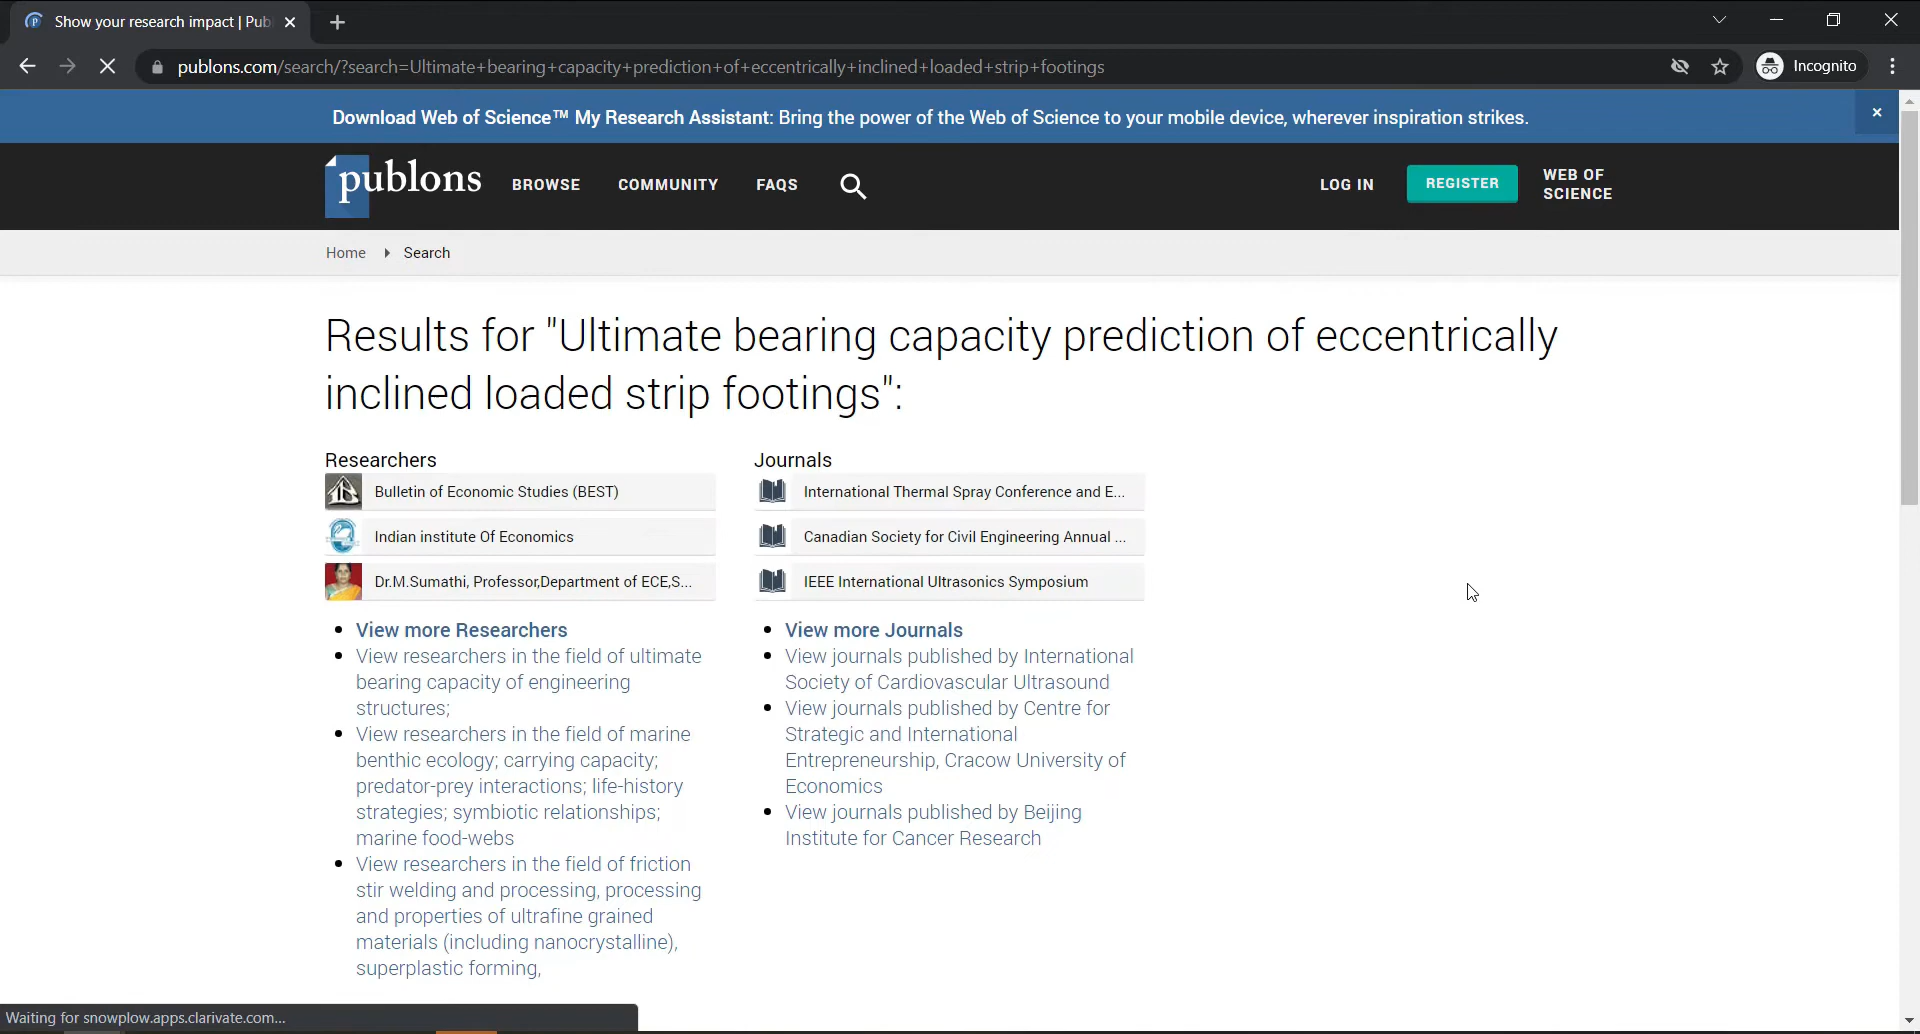 Show your research impact | Pub
publons.com/search/?search=Ultimate+bearing+capacity+prediction+of+eccentrically+inclined+loaded+strip+footings
Incognito
Download Web of Science™ My Research Assistant: Bring the power of the Web of Science to your mobile device, wherever inspiration strikes.
publons
BROWSE
COMMUNITY
FAQS
LOG IN
REGISTER
WEB OF
SCIENCE
Home
Search
Results for "Ultimate bearing capacity prediction of eccentrically
inclined loaded strip footings":
Researchers
Bulletin of Economic Studies (BEST)
Indian institute Of Economics
Dr.M.Sumathi, Professor,Department of ECE,S...
View more Researchers
View researchers in the field of ultimate
bearing capacity of engineering
structures;
View researchers in the field of marine
benthic ecology; carrying capacity;
predator-prey interactions; life-history
strategies; symbiotic relationships;
marine food-webs
View researchers in the field of friction
stir welding and processing, processing
and properties of ultrafine grained
materials (including nanocrystalline),
superplastic forming,
Journals
International Thermal Spray Conference and E...
Canadian Society for Civil Engineering Annual ...
IEEE International Ultrasonics Symposium
View more Journals
View journals published by International
Society of Cardiovascular Ultrasound
View journals published by Centre for
Strategic and International
Entrepreneurship, Cracow University of
Economics
View journals published by Beijing
Institute for Cancer Research
Waiting for snowplow.apps.clarivate.com...